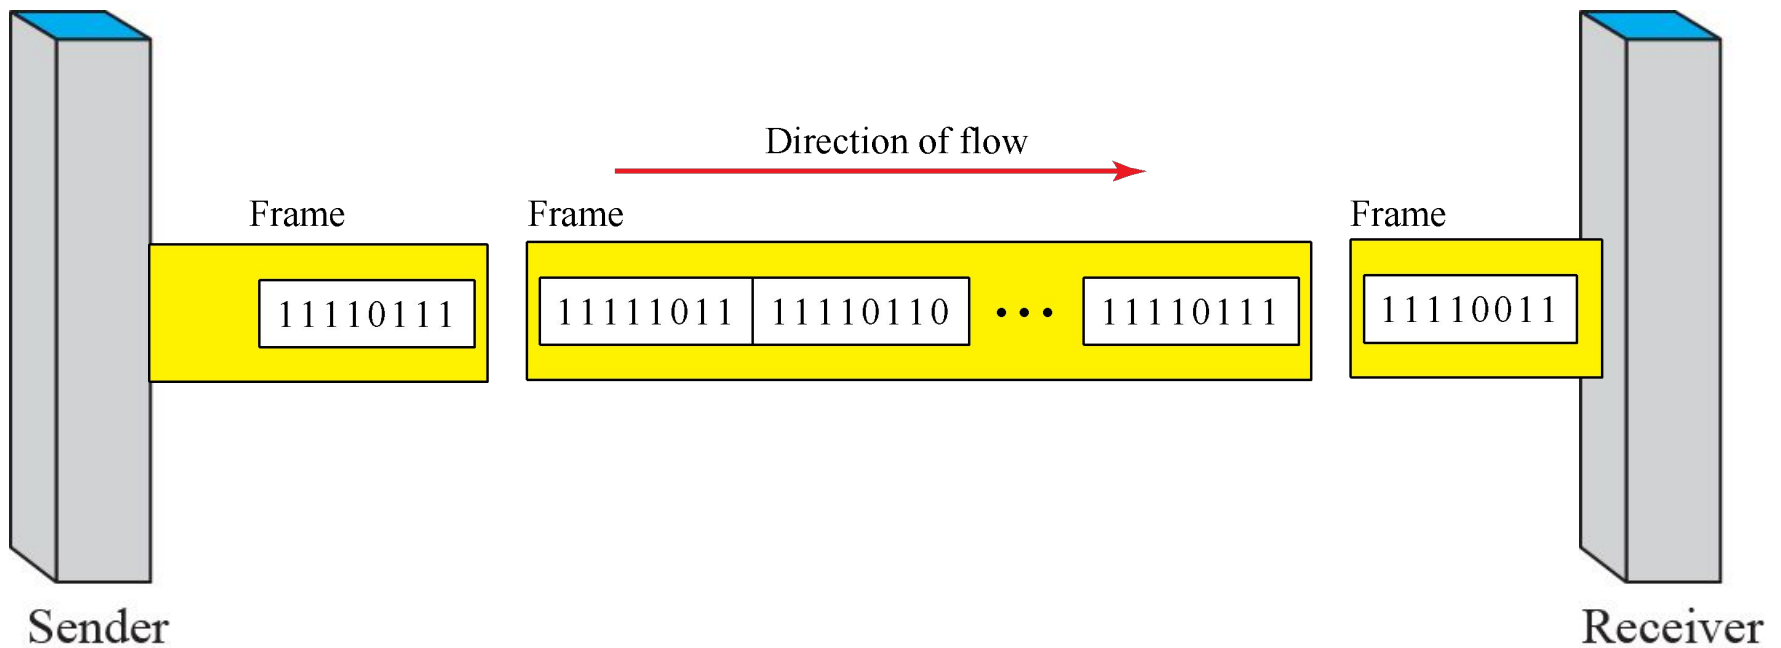 Direction of flow
Frame Frame Frame
11110111 11111011 11110110 ••• 11110111 11110011
Sender Receiver